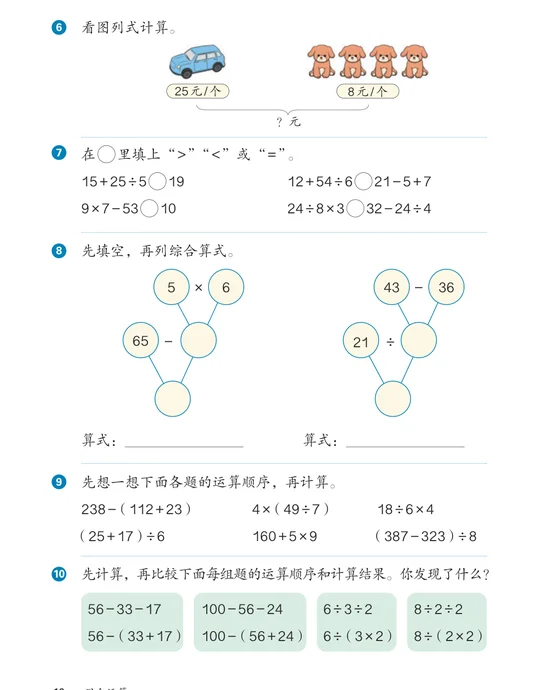 6 看图列式计算。
25元/个 8元/个
? 元
7 在○里填上“>”“<”或“=”。
15+25÷5○19 12+54÷6○21-5+7
9×7-53○10 24÷8×3○32-24÷4
8 先填空，再列综合算式。
5 × 6 43 - 36
65 - 21 ÷
算式： 算式：
9 先想一想下面各题的运算顺序，再计算。
238-(112+23) 4×(49÷7) 18÷6×4
(25+17)÷6 160+5×9 (387-323)÷8
10 先计算，再比较下面每组题的运算顺序和计算结果。你发现了什么？
56-33-17 100-56-24 6÷3÷2 8÷2÷2
56-(33+17) 100-(56+24) 6÷(3×2) 8÷(2×2)